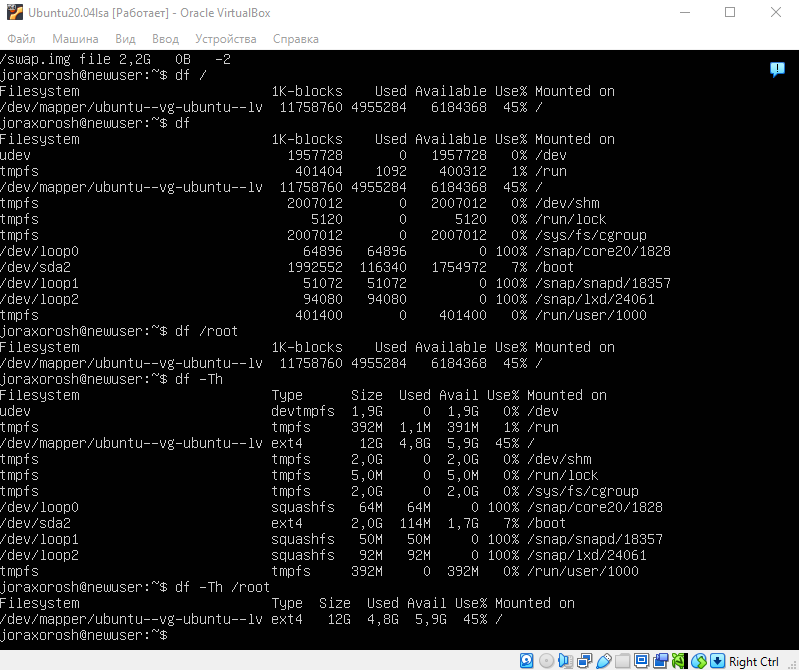 Ubuntu20.04lsa [Работает] - Oracle VirtualBox
Файл Машина Вид Ввод Устройства Справка
/swap.img file 2,2G 0B -2
joraxorosh@newuser:~$ df /
Filesystem 1K-blocks Used Available Use% Mounted on
/dev/mapper/ubuntu--vg-ubuntu--lv 11758760 4955284 6184368 45% /
joraxorosh@newuser:~$ df
Filesystem 1K-blocks Used Available Use% Mounted on
udev 1957728 0 1957728 0% /dev
tmpfs 401404 1092 400312 1% /run
/dev/mapper/ubuntu--vg-ubuntu--lv 11758760 4955284 6184368 45% /
tmpfs 2007012 0 2007012 0% /dev/shm
tmpfs 5120 0 5120 0% /run/lock
tmpfs 2007012 0 2007012 0% /sys/fs/cgroup
/dev/loop0 64896 64896 0 100% /snap/core20/1828
/dev/sda2 1992552 116340 1754972 7% /boot
/dev/loop1 51072 51072 0 100% /snap/snapd/18357
/dev/loop2 94080 94080 0 100% /snap/lxd/24061
tmpfs 401400 0 401400 0% /run/user/1000
joraxorosh@newuser:~$ df /root
Filesystem 1K-blocks Used Available Use% Mounted on
/dev/mapper/ubuntu--vg-ubuntu--lv 11758760 4955284 6184368 45% /
joraxorosh@newuser:~$ df -Th
Filesystem Type Size Used Avail Use% Mounted on
udev devtmpfs 1,9G 0 1,9G 0% /dev
tmpfs tmpfs 392M 1,1M 391M 1% /run
/dev/mapper/ubuntu--vg-ubuntu--lv ext4 12G 4,8G 5,9G 45% /
tmpfs tmpfs 2,0G 0 2,0G 0% /dev/shm
tmpfs tmpfs 5,0M 0 5,0M 0% /run/lock
tmpfs tmpfs 2,0G 0 2,0G 0% /sys/fs/cgroup
/dev/loop0 squashfs 64M 64M 0 100% /snap/core20/1828
/dev/sda2 ext4 2,0G 114M 1,7G 7% /boot
/dev/loop1 squashfs 50M 50M 0 100% /snap/snapd/18357
/dev/loop2 squashfs 92M 92M 0 100% /snap/lxd/24061
tmpfs tmpfs 392M 0 392M 0% /run/user/1000
joraxorosh@newuser:~$ df -Th /root
Filesystem Type Size Used Avail Use% Mounted on
/dev/mapper/ubuntu--vg-ubuntu--lv ext4 12G 4,8G 5,9G 45% /
joraxorosh@newuser:~$
Right Ctrl